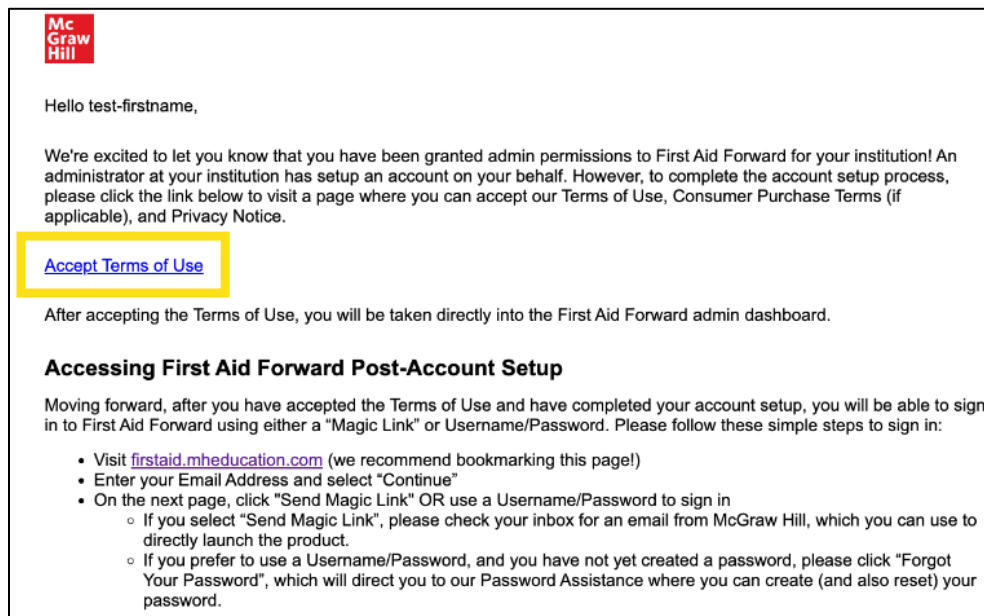 Mc
Graw
Hill
Hello test-firstname,
We're excited to let you know that you have been granted admin permissions to First Aid Forward for your institution! An
administrator at your institution has setup an account on your behalf. However, to complete the account setup process,
please click the link below to visit a page where you can accept our Terms of Use, Consumer Purchase Terms (if
applicable), and Privacy Notice.
Accept Terms of Use
After accepting the Terms of Use, you will be taken directly into the First Aid Forward admin dashboard.
Accessing First Aid Forward Post-Account Setup
Moving forward, after you have accepted the Terms of Use and have completed your account setup, you will be able to sign
in to First Aid Forward using either a “Magic Link” or Username/Password. Please follow these simple steps to sign in:
• Visit firstaid.mheducation.com (we recommend bookmarking this page!)
• Enter your Email Address and select “Continue”
• On the next page, click "Send Magic Link" OR use a Username/Password to sign in
◦ If you select “Send Magic Link”, please check your inbox for an email from McGraw Hill, which you can use to
directly launch the product.
◦ If you prefer to use a Username/Password, and you have not yet created a password, please click “Forgot
Your Password”, which will direct you to our Password Assistance where you can create (and also reset) your
password.